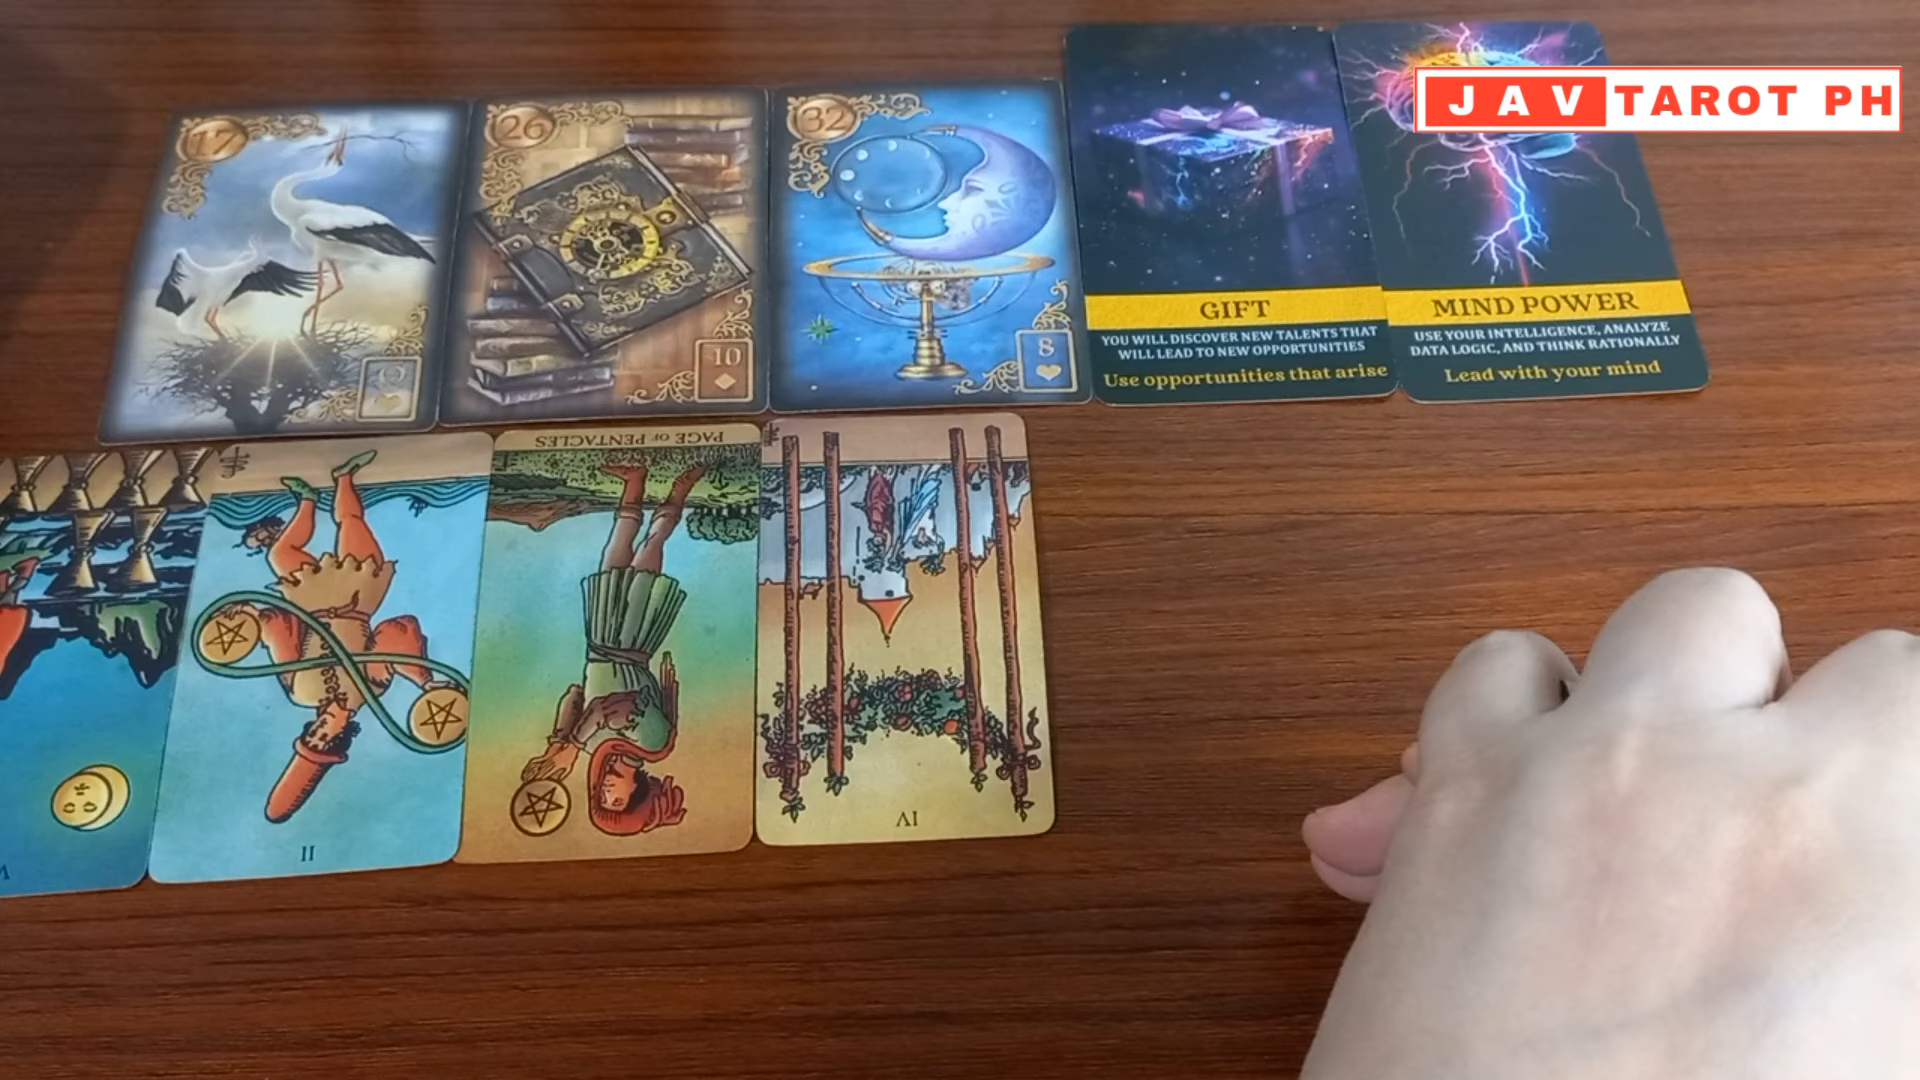 JAV TAROT PH
17
26
32
10
8
GIFT
YOU WILL DISCOVER NEW TALENTS THAT
WILL LEAD TO NEW OPPORTUNITIES
Use opportunities that arise
MIND POWER
USE YOUR INTELLIGENCE, ANALYZE
DATA LOGIC, AND THINK RATIONALLY
Lead with your mind
PAGE OF PENTACLES
II
IV